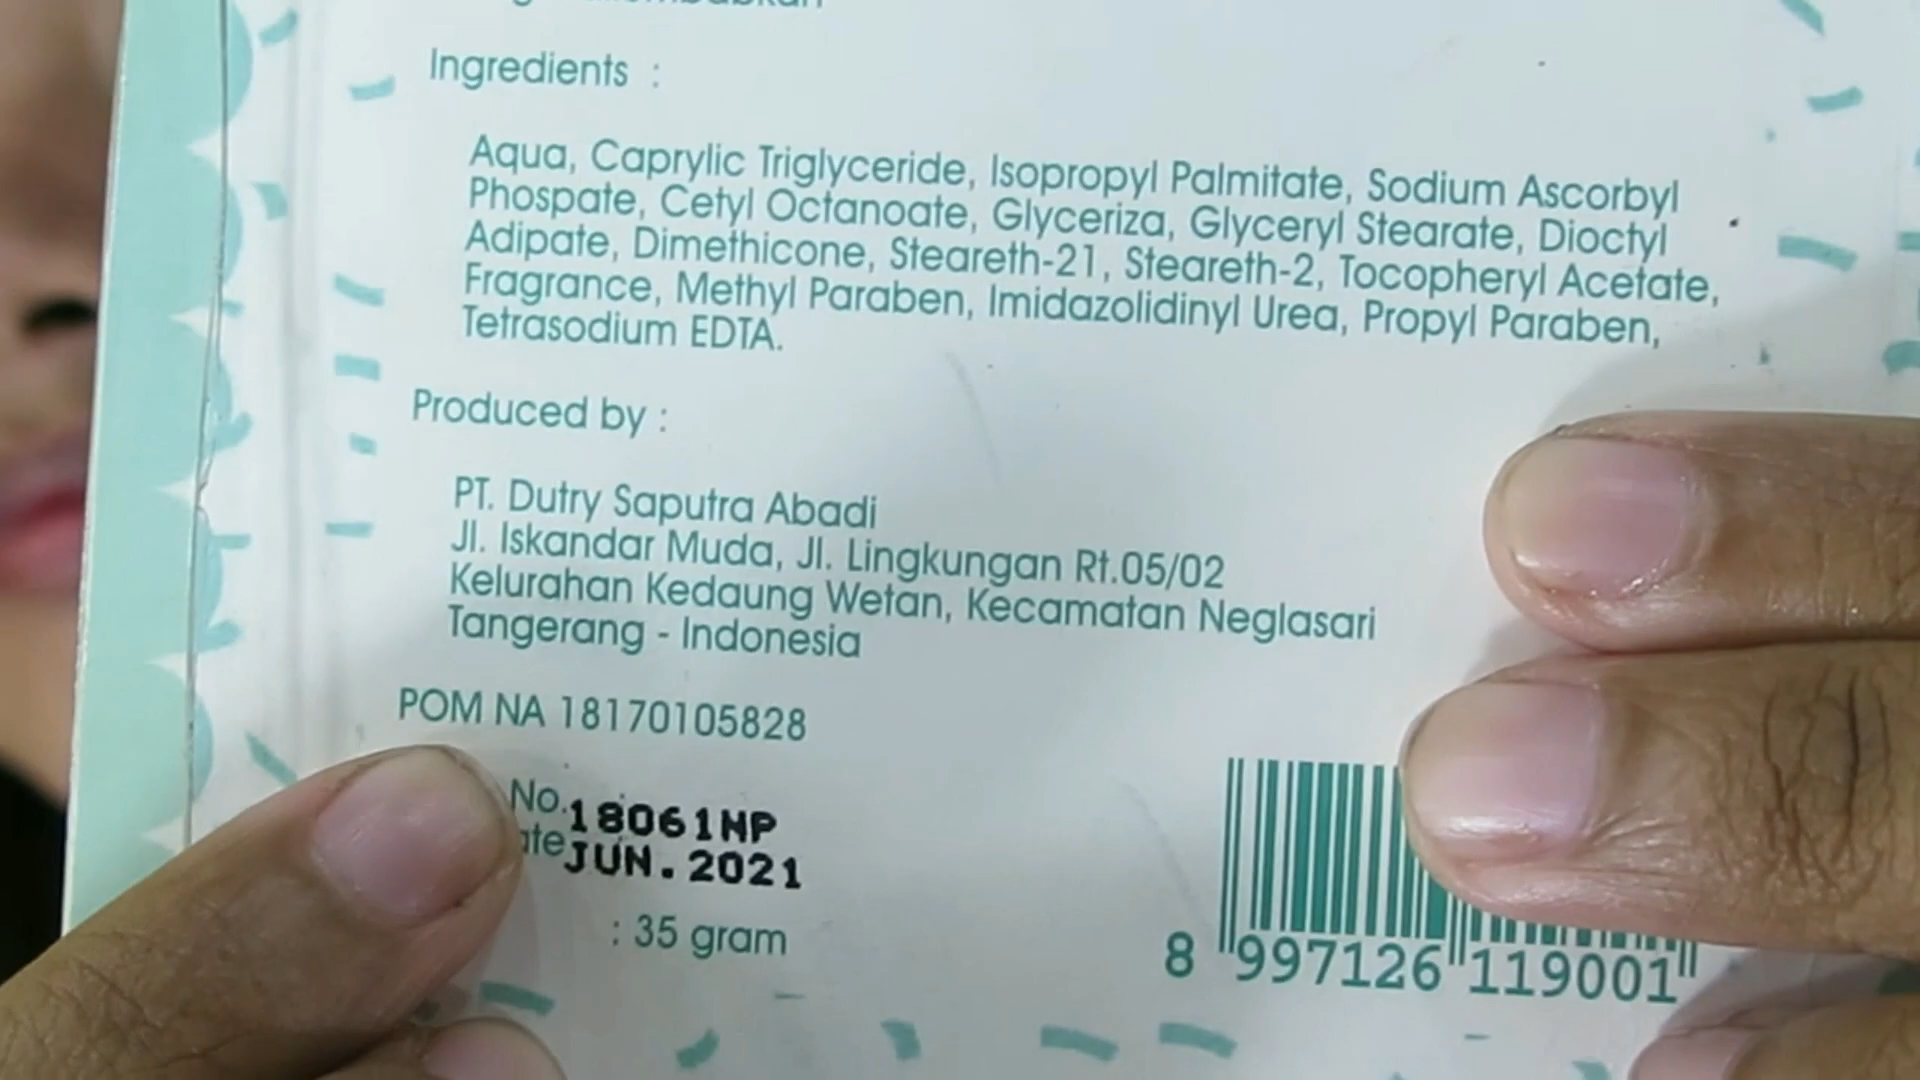 Ingredients :
Aqua, Caprylic Triglyceride, Isopropyl Palmitate, Sodium Ascorbyl
Phospate, Cetyl Octanoate, Glyceriza, Glyceryl Stearate, Dioctyl
Adipate, Dimethicone, Steareth-21, Steareth-2, Tocopheryl Acetate,
Fragrance, Methyl Paraben, Imidazolidinyl Urea, Propyl Paraben,
Tetrasodium EDTA.
Produced by :
PT. Dutry Saputra Abadi
Jl. Iskandar Muda, Jl. Lingkungan Rt.05/02
Kelurahan Kedaung Wetan, Kecamatan Neglasari
Tangerang - Indonesia
POM NA 18170105828
No. 18061NP
JUN. 2021
: 35 gram
8 997126 119001